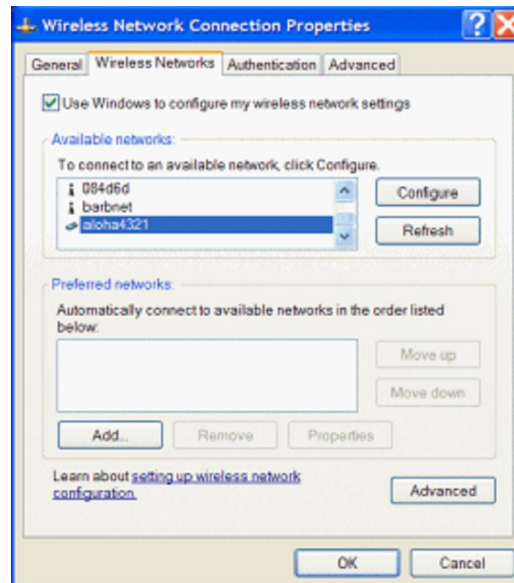 Wireless Network Connection Properties
General Wireless Networks Authentication Advanced
Use Windows to configure my wireless network settings
Available networks:
To connect to an available network, click Configure.
084d6d
barbnet
aloha4321
Configure
Refresh
Preferred networks:
Automatically connect to available networks in the order listed
below:
Move up
Move down
Add... Remove Properties
Learn about setting up wireless network
configuration.
Advanced
OK Cancel